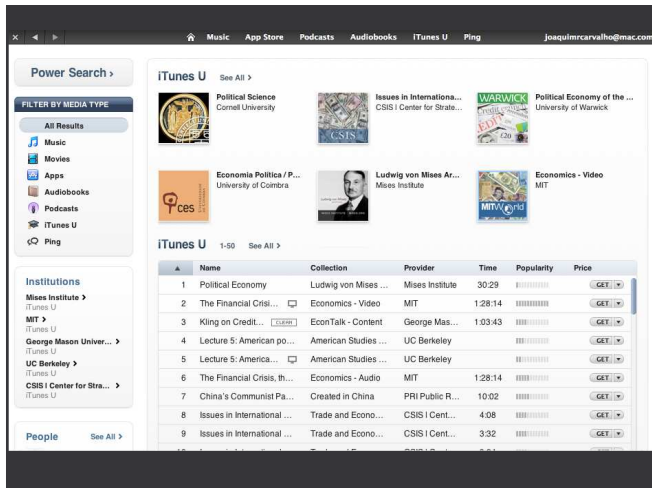 Music App Store Podcasts Audiobooks iTunes U Ping joaquimrcarvalho@mac.com
Power Search ›
FILTER BY MEDIA TYPE
All Results
Music
Movies
Apps
Audiobooks
Podcasts
iTunes U
Ping
Institutions
Mises Institute >
iTunes U
MIT >
iTunes U
George Mason Univer... >
iTunes U
UC Berkeley >
iTunes U
CSIS I Center for Stra... >
iTunes U
People See All >
iTunes U See All >
Political Science
Cornell University
CSIS
Issues in Internationa...
CSIS I Center for Strate...
WARWICK
Political Economy of the ...
University of Warwick
ces
Economia Política / P...
University of Coimbra
Ludwig von Mises Ar...
Mises Institute
MITWorld
Economics - Video
MIT
iTunes U 1-50 See All >
Name Collection Provider Time Popularity Price
1 Political Economy Ludwig von Mises ... Mises Institute 30:29 GET
2 The Financial Crisi... Economics - Video MIT 1:28:14 GET
3 Kling on Credit... CLEAN EconTalk - Content George Mas... 1:03:43 GET
4 Lecture 5: American po... American Studies ... UC Berkeley GET
5 Lecture 5: America... American Studies ... UC Berkeley GET
6 The Financial Crisis, th... Economics - Audio MIT 1:28:14 GET
7 China's Communist Pa... Created in China PRI Public R... 10:02 GET
8 Issues in International ... Trade and Econo... CSIS I Cent... 4:08 GET
9 Issues in International ... Trade and Econo... CSIS I Cent... 3:32 GET